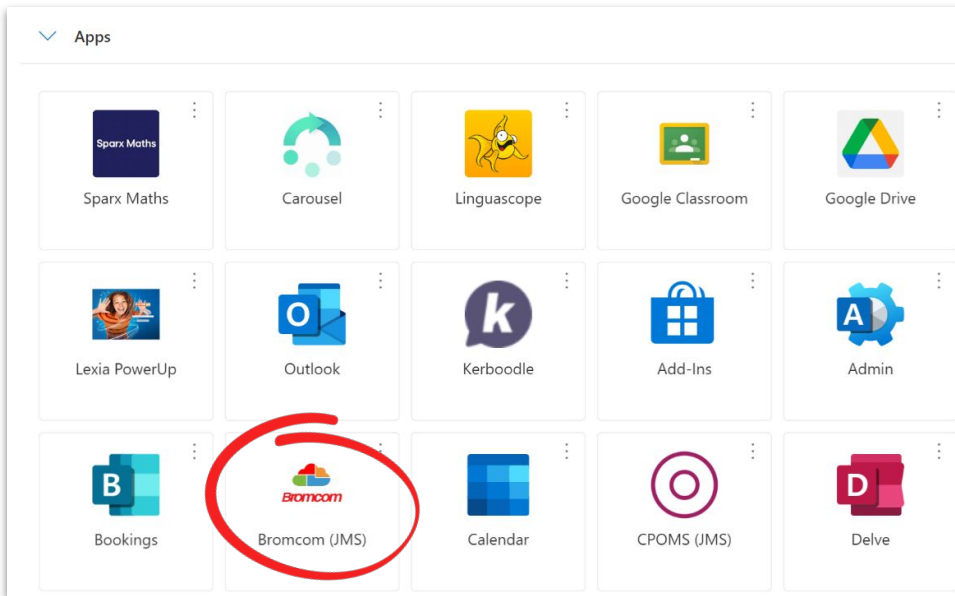 Apps
Sparx Maths
Sparx Maths
Carousel
Linguascope
Google Classroom
Google Drive
Lexia PowerUp
O
Outlook
k
Kerboodle
Add-Ins
A
Admin
B
Bookings
Bromcom
Bromcom (JMS)
Calendar
CPOMS (JMS)
D
Delve